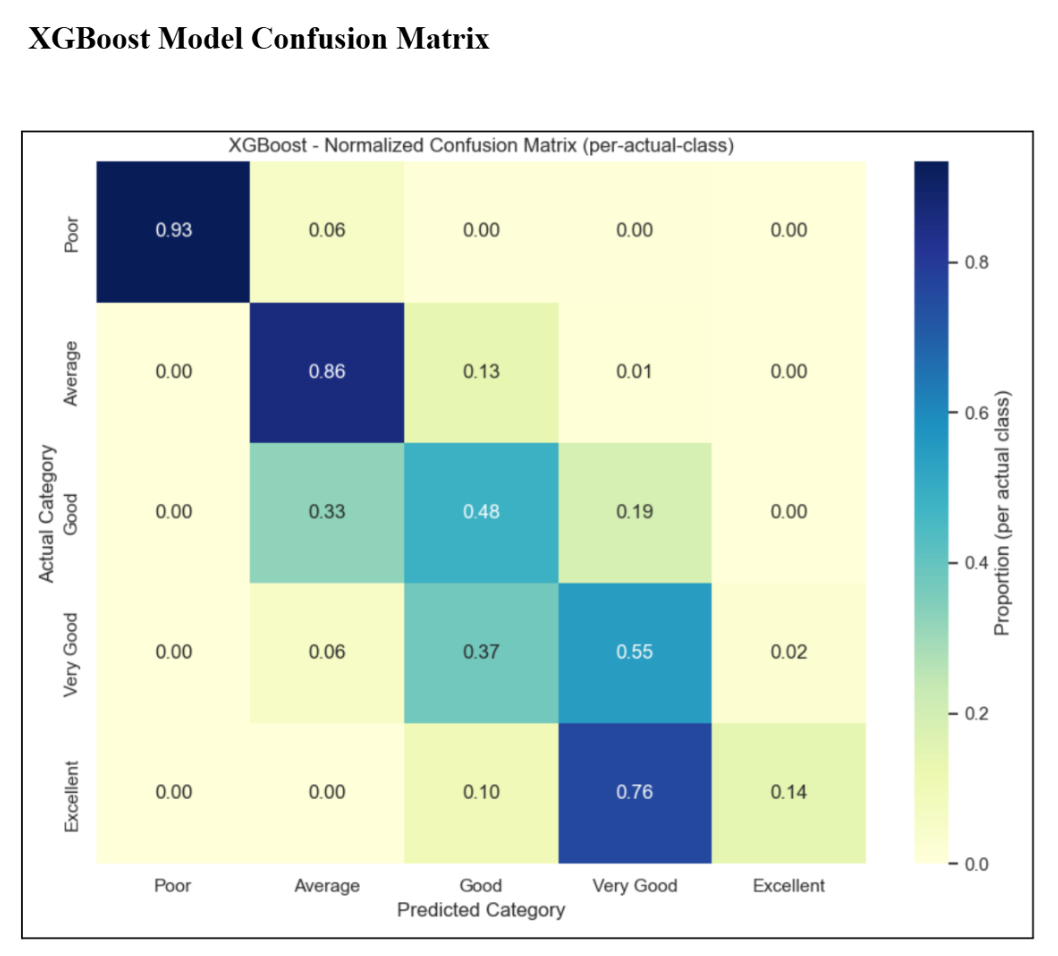 XGBoost Model Confusion Matrix
XGBoost - Normalized Confusion Matrix (per-actual-class)
Poor 0.93 0.06 0.00 0.00 0.00
Average 0.00 0.86 0.13 0.01 0.00
Good 0.00 0.33 0.48 0.19 0.00
Very Good 0.00 0.06 0.37 0.55 0.02
Excellent 0.00 0.00 0.10 0.76 0.14
Actual Category
Poor Average Good Very Good Excellent
Predicted Category
0.8
0.6
0.4
0.2
0.0
Proportion (per actual class)